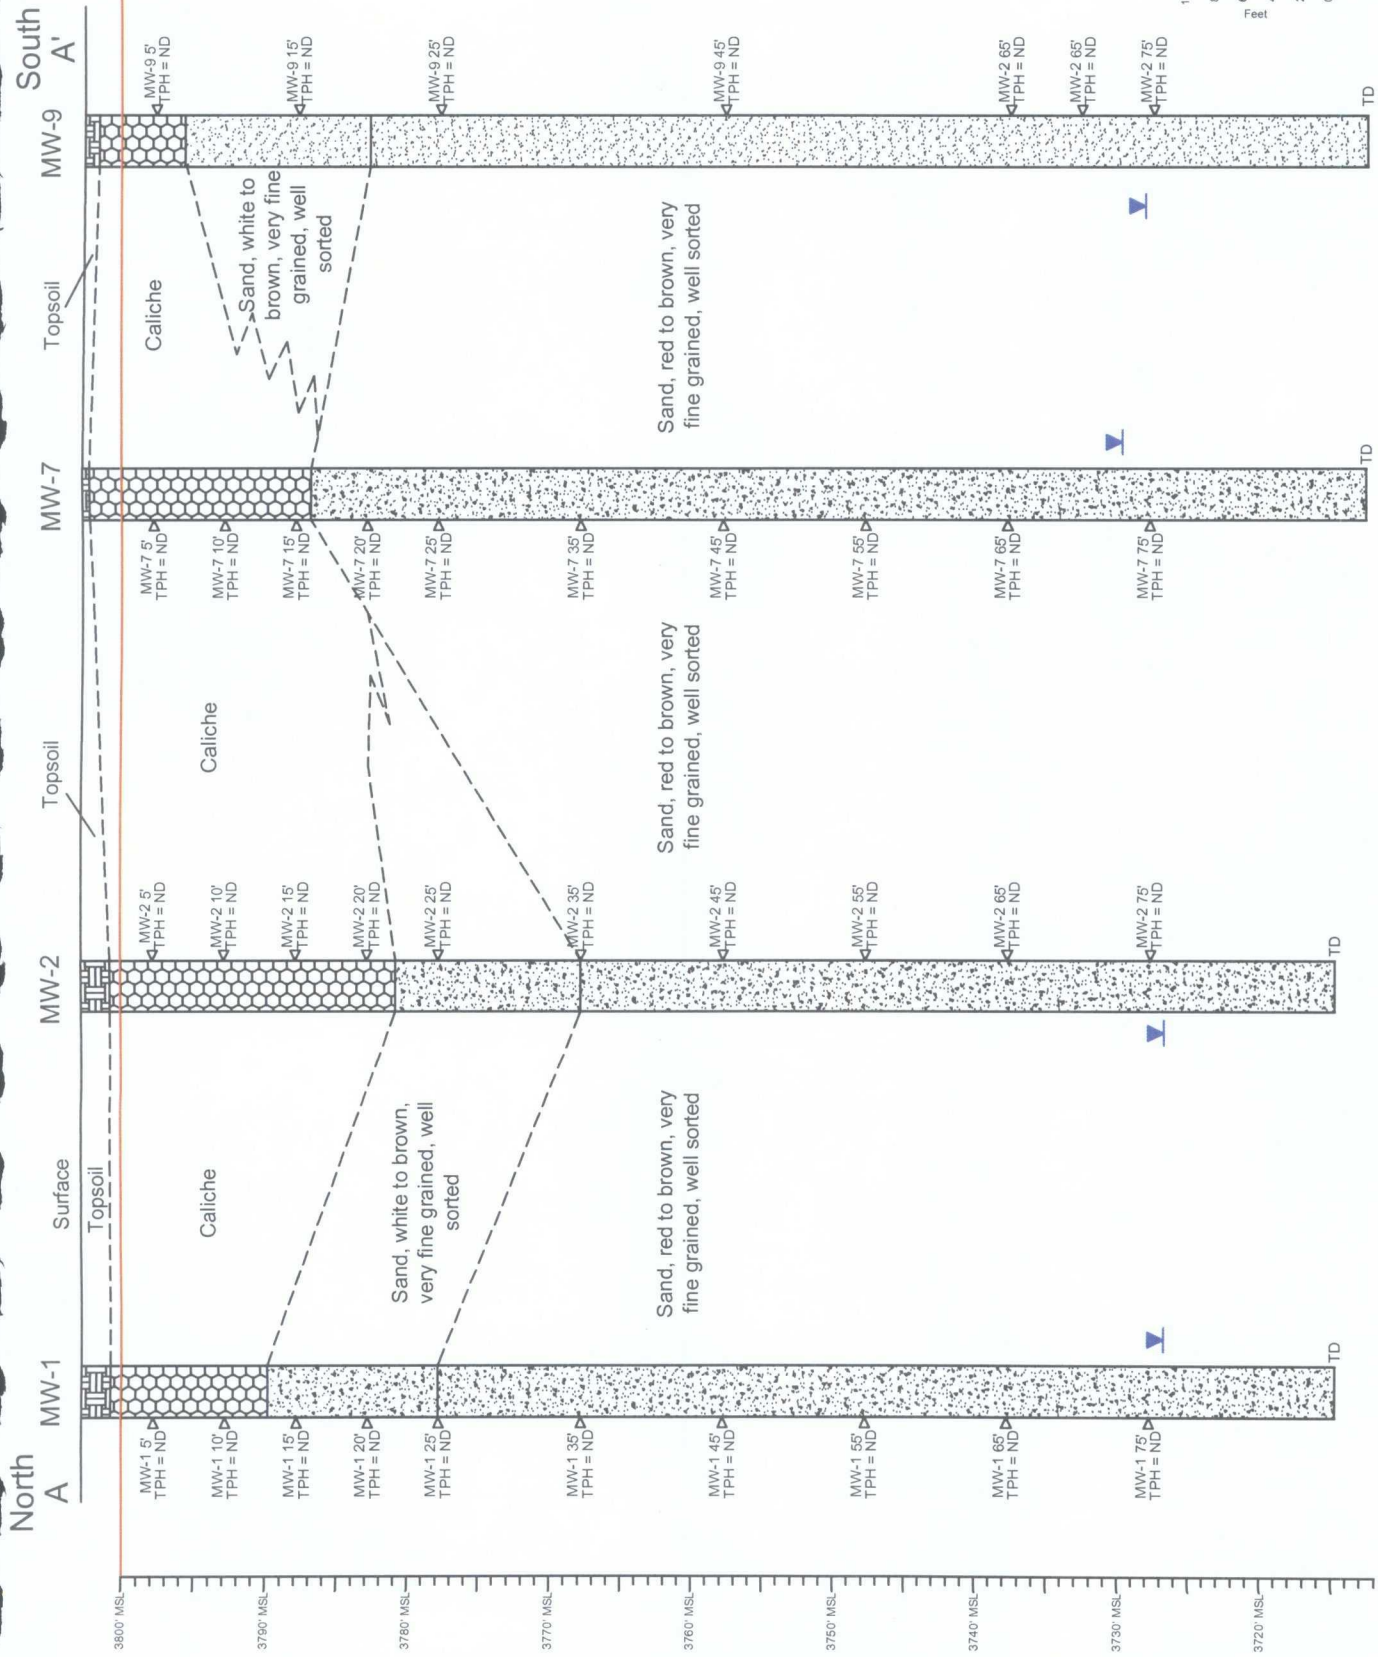 North
A
South
A'
MW-1
MW-2
MW-7
MW-9
Surface
Topsoil
Topsoil
Topsoil
Caliche
Caliche
Caliche
Sand, white to brown,
very fine grained, well
sorted
Sand, white to
brown, very fine
grained, well
sorted
Sand, red to brown, very
fine grained, well sorted
Sand, red to brown, very
fine grained, well sorted
Sand, red to brown, very
fine grained, well sorted
MW-1 5'
TPH = ND
MW-1 10'
TPH = ND
MW-1 15'
TPH = ND
MW-1 20'
TPH = ND
MW-1 25'
TPH = ND
MW-1 35'
TPH = ND
MW-1 45'
TPH = ND
MW-1 55'
TPH = ND
MW-1 65'
TPH = ND
MW-1 75'
TPH = ND
TD
MW-2 5'
TPH = ND
MW-2 10'
TPH = ND
MW-2 15'
TPH = ND
MW-2 20'
TPH = ND
MW-2 25'
TPH = ND
MW-2 35'
TPH = ND
MW-2 45'
TPH = ND
MW-2 55'
TPH = ND
MW-2 65'
TPH = ND
MW-2 75'
TPH = ND
TD
MW-7 5'
TPH = ND
MW-7 10'
TPH = ND
MW-7 15'
TPH = ND
MW-7 20'
TPH = ND
MW-7 25'
TPH = ND
MW-7 35'
TPH = ND
MW-7 45'
TPH = ND
MW-7 55'
TPH = ND
MW-7 65'
TPH = ND
MW-7 75'
TPH = ND
TD
MW-9 5'
TPH = ND
MW-9 15'
TPH = ND
MW-9 25'
TPH = ND
MW-9 45'
TPH = ND
MW-2 65'
TPH = ND
MW-2 65'
TPH = ND
MW-2 75'
TPH = ND
TD
3800' MSL
3790' MSL
3780' MSL
3770' MSL
3760' MSL
3750' MSL
3740' MSL
3730' MSL
3720' MSL
Feet